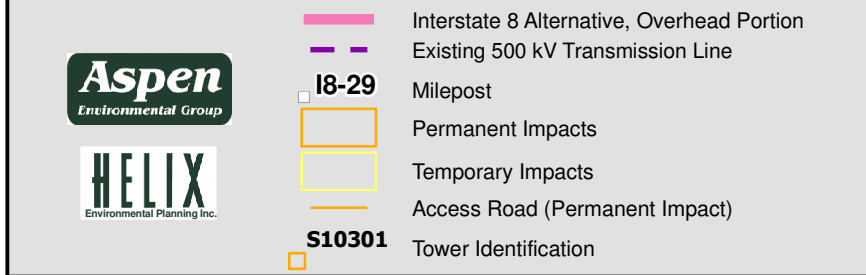 Interstate 8 Alternative, Overhead Portion
Existing 500 kV Transmission Line
Aspen
Environmental Group
I8-29 Milepost
Permanent Impacts
HELIX
Environmental Planning Inc.
Temporary Impacts
Access Road (Permanent Impact)
S10301 Tower Identification